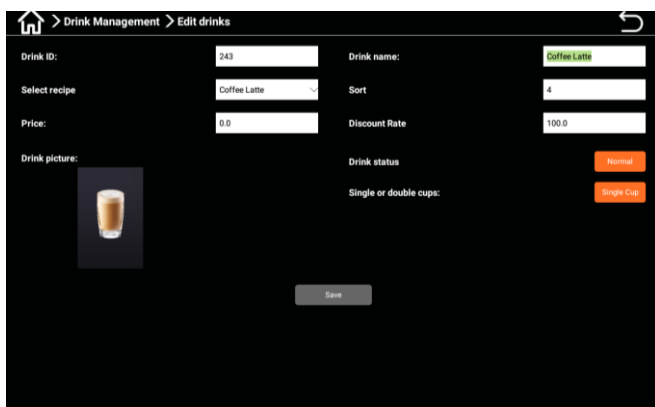 Drink Management > Edit drinks
Drink ID: 243 Drink name: Coffee Latte
Select recipe Coffee Latte Sort 4
Price: 0.0 Discount Rate 100.0
Drink picture: Drink status Normal
Single or double cups: Single Cup
Save